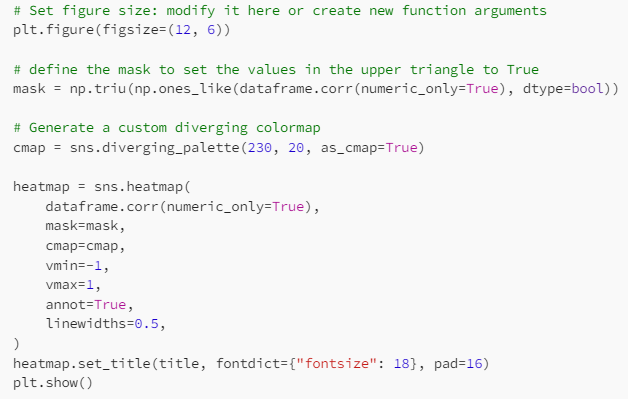 # Set figure size: modify it here or create new function arguments
plt.figure(figsize=(12, 6))

# define the mask to set the values in the upper triangle to True
mask = np.triu(np.ones_like(dataframe.corr(numeric_only=True), dtype=bool))

# Generate a custom diverging colormap
cmap = sns.diverging_palette(230, 20, as_cmap=True)

heatmap = sns.heatmap(
    dataframe.corr(numeric_only=True),
    mask=mask,
    cmap=cmap,
    vmin=-1,
    vmax=1,
    annot=True,
    linewidths=0.5,
)
heatmap.set_title(title, fontdict={"fontsize": 18}, pad=16)
plt.show()